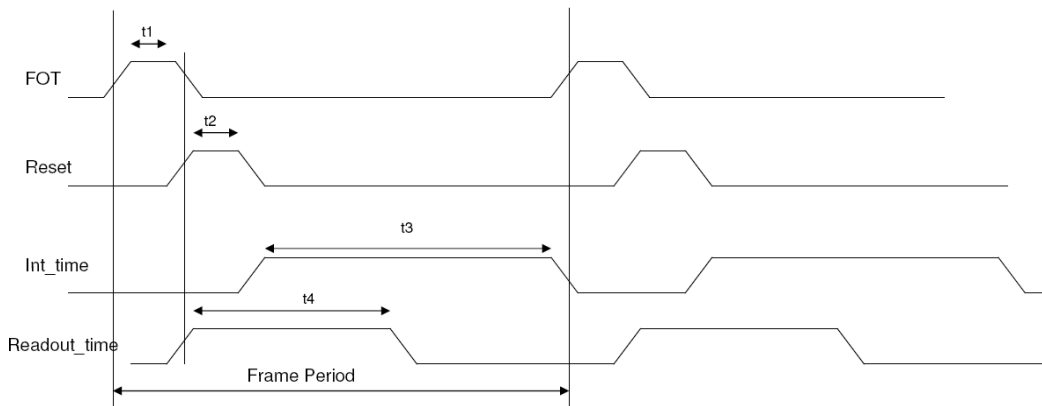 t1
FOT
t2
Reset
t3
Int_time
t4
Readout_time
Frame Period